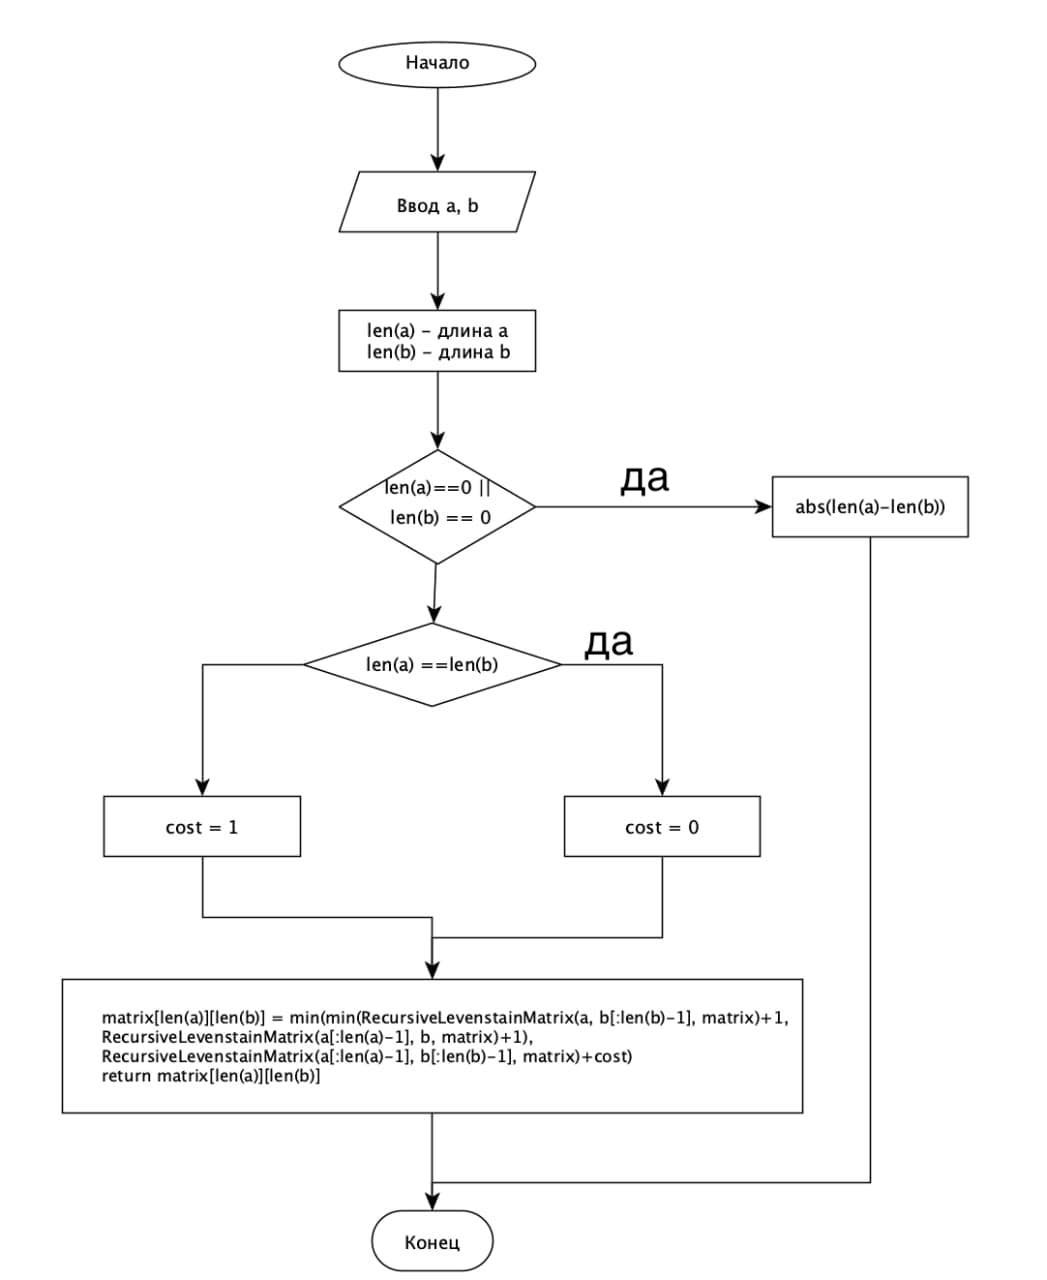 Начало
Ввод a, b
len(a) – длина a
len(b) – длина b
len(a)==0 ||
len(b) == 0
да
abs(len(a)–len(b))
len(a) ==len(b)
да
cost = 1
cost = 0
matrix[len(a)][len(b)] = min(min(RecursiveLevenstainMatrix(a, b[:len(b)–1], matrix)+1,
RecursiveLevenstainMatrix(a[:len(a)–1], b, matrix)+1),
RecursiveLevenstainMatrix(a[:len(a)–1], b[:len(b)–1], matrix)+cost)
return matrix[len(a)][len(b)]
Конец